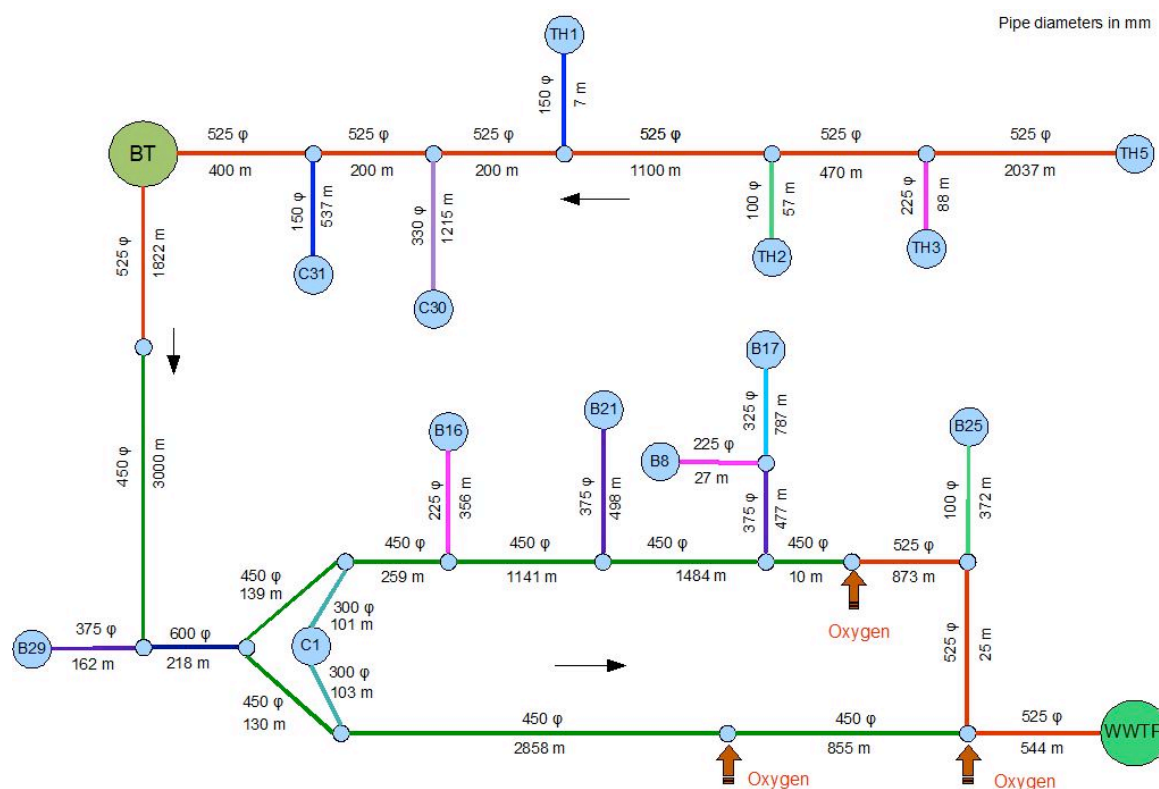 Pipe diameters in mm
TH1
150 φ
7 m
525 φ
525 φ
525 φ
525 φ
525 φ
525 φ
BT
TH5
400 m
200 m
200 m
1100 m
470 m
2037 m
150 φ
537 m
330 φ
1215 m
100 φ
57 m
225 φ
88 m
C31
C30
TH2
TH3
525 φ
1822 m
B17
325 φ
787 m
B16
B21
B25
225 φ
B8
27 m
450 φ
3000 m
225 φ
356 m
375 φ
498 m
375 φ
477 m
100 φ
372 m
450 φ
450 φ
450 φ
450 φ
525 φ
259 m
1141 m
1484 m
10 m
873 m
450 φ
139 m
300 φ
101 m
Oxygen
525 φ
25 m
375 φ
600 φ
B29
C1
162 m
218 m
300 φ
103 m
450 φ
130 m
450 φ
450 φ
525 φ
WWTP
2858 m
855 m
544 m
Oxygen
Oxygen